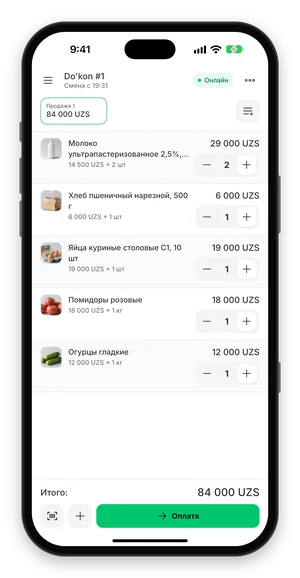 9:41
Do'kon #1
Смена с 19:31
Онлайн
Продажа 1
84 000 UZS
Молоко
ультрапастеризованное 2,5%,...
14 500 UZS × 2 шт
29 000 UZS
2
Хлеб пшеничный нарезной, 500
г
6 000 UZS × 1 шт
6 000 UZS
1
Яйца куриные столовые С1, 10
шт
19 000 UZS × 1 шт
19 000 UZS
1
Помидоры розовые
18 000 UZS × 1 кг
18 000 UZS
1
Огурцы гладкие
12 000 UZS × 1 кг
12 000 UZS
1
Итого:
84 000 UZS
Оплата